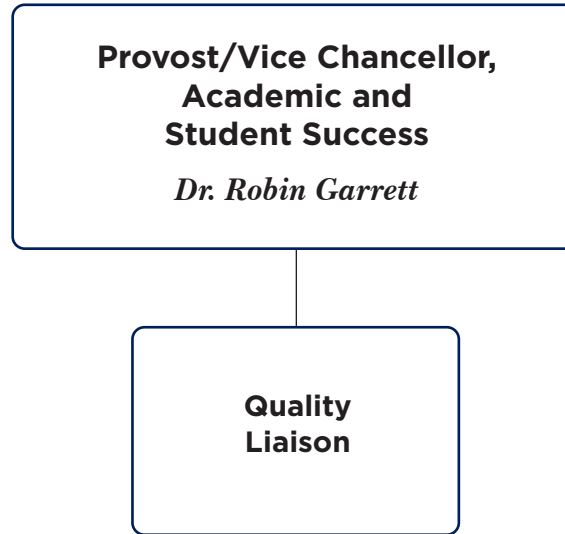 Provost/Vice Chancellor,
Academic and
Student Success
Dr. Robin Garrett
Quality
Liaison